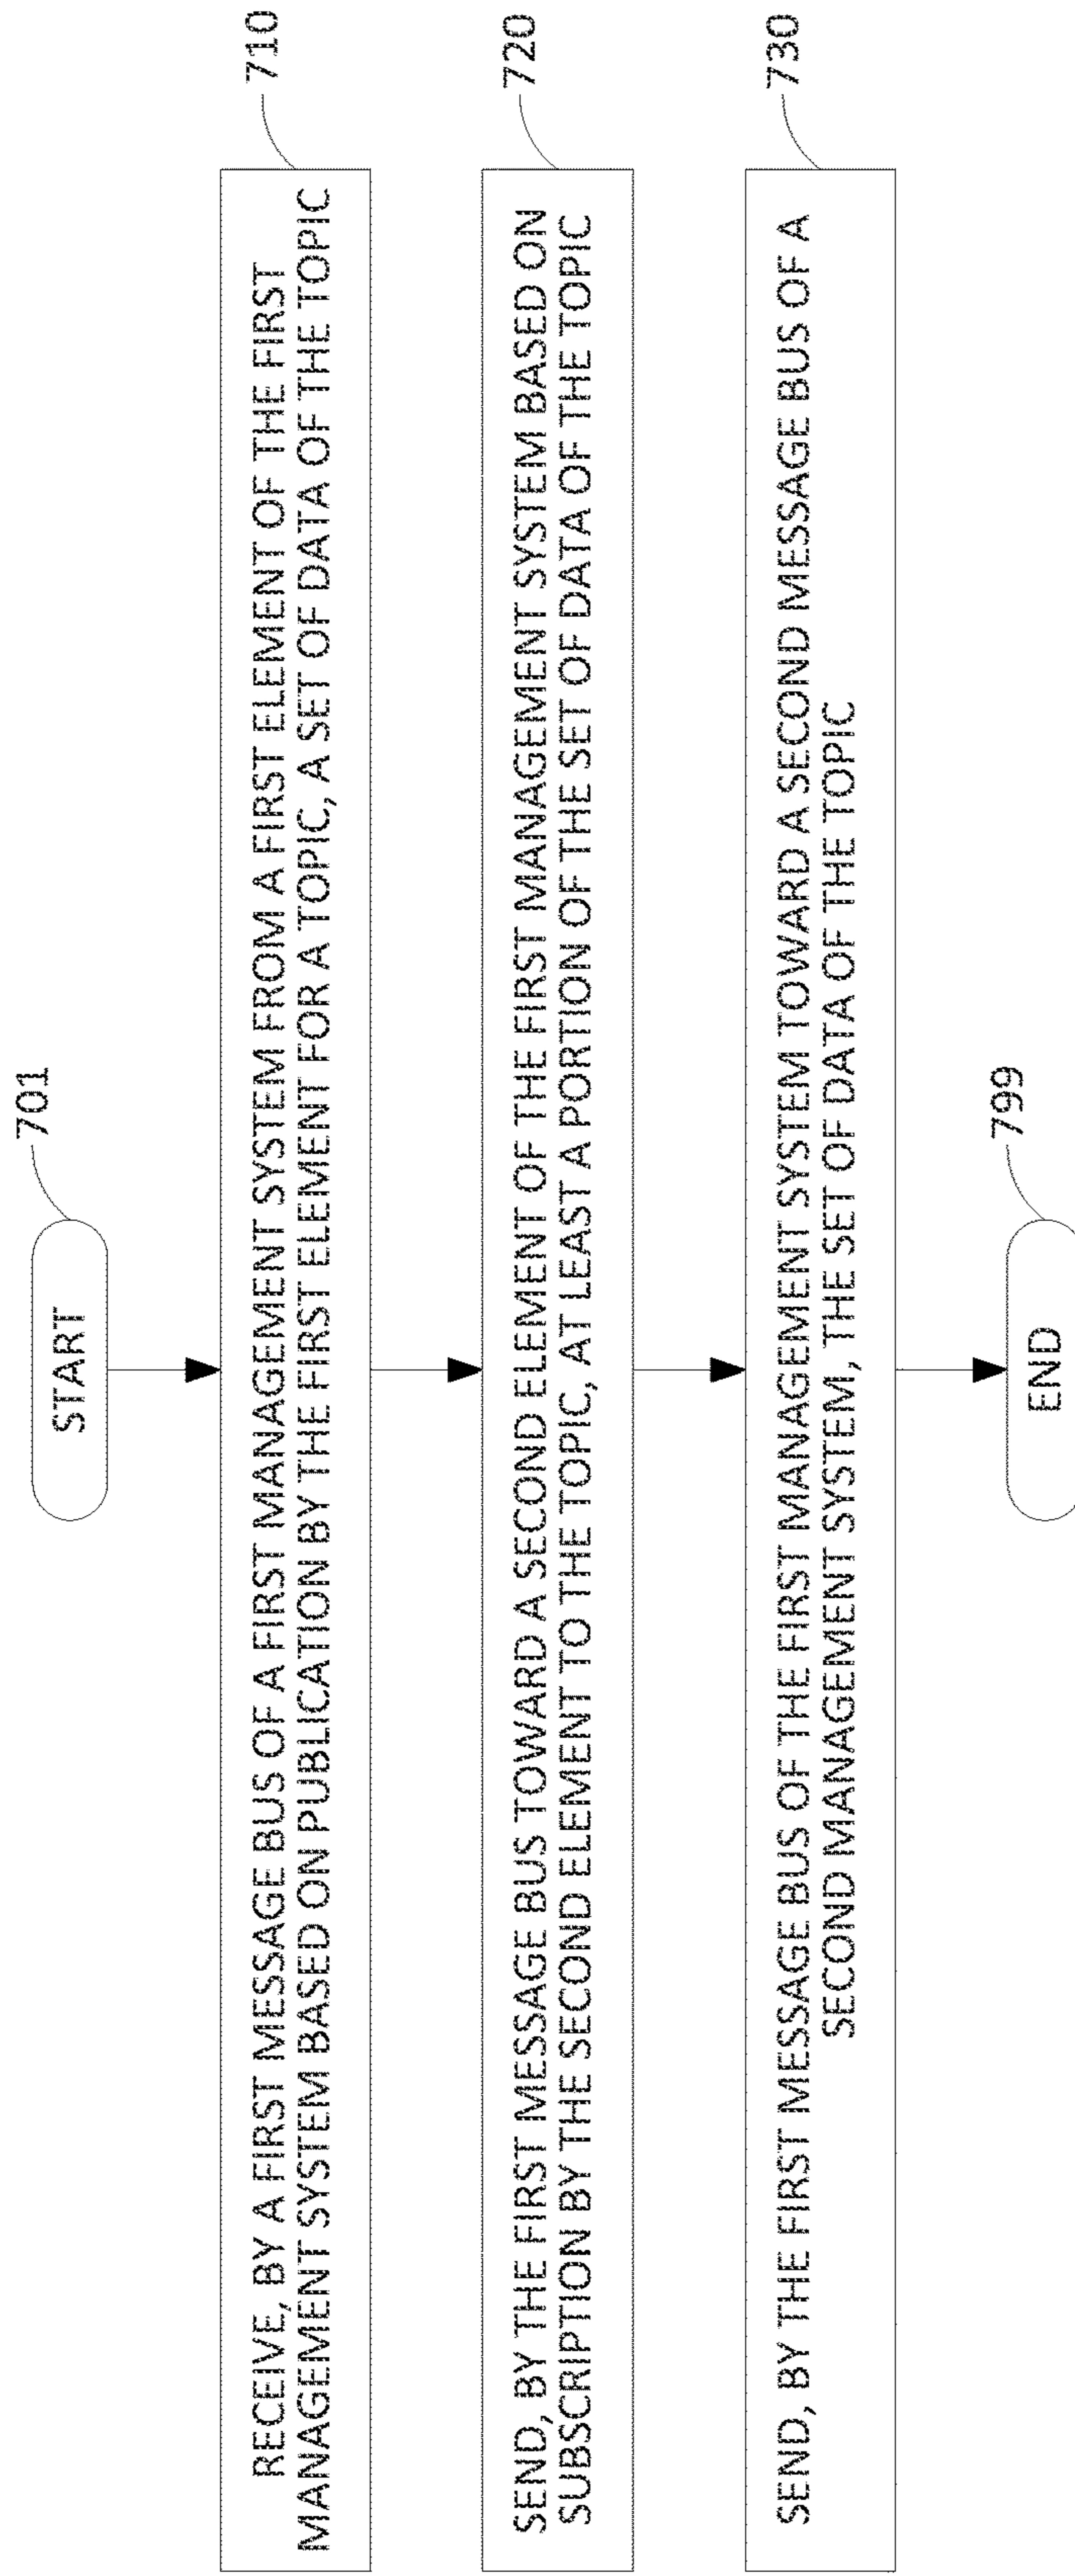 START
701
RECEIVE, BY A FIRST MESSAGE BUS OF A FIRST MANAGEMENT SYSTEM FROM A FIRST ELEMENT OF THE FIRST
MANAGEMENT SYSTEM BASED ON PUBLICATION BY THE FIRST ELEMENT FOR A TOPIC, A SET OF DATA OF THE TOPIC
710
SEND, BY THE FIRST MESSAGE BUS TOWARD A SECOND ELEMENT OF THE FIRST MANAGEMENT SYSTEM BASED ON
SUBSCRIPTION BY THE SECOND ELEMENT TO THE TOPIC, AT LEAST A PORTION OF THE SET OF DATA OF THE TOPIC
720
SEND, BY THE FIRST MESSAGE BUS OF THE FIRST MANAGEMENT SYSTEM TOWARD A SECOND MESSAGE BUS OF A
SECOND MANAGEMENT SYSTEM, THE SET OF DATA OF THE TOPIC
730
END
799